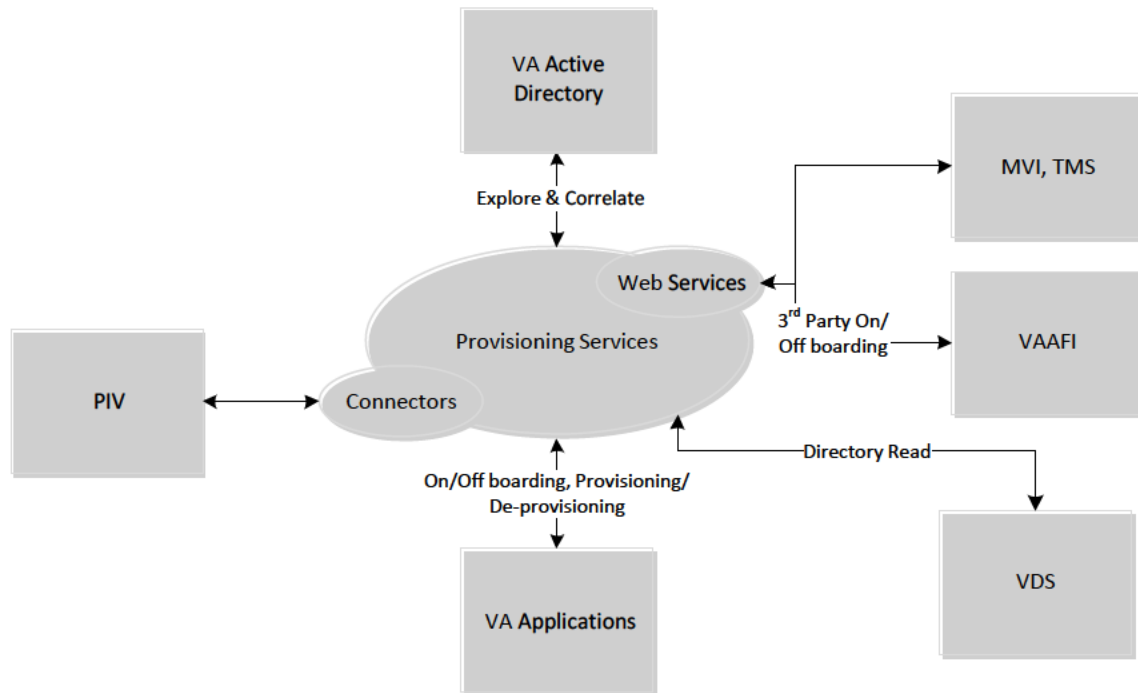 VA Active
Directory
MVI, TMS
Explore & Correlate
Web Services
3rd Party On/
Off boarding
Provisioning Services
VAAFI
PIV
Connectors
Directory Read
On/Off boarding, Provisioning/
De-provisioning
VDS
VA Applications